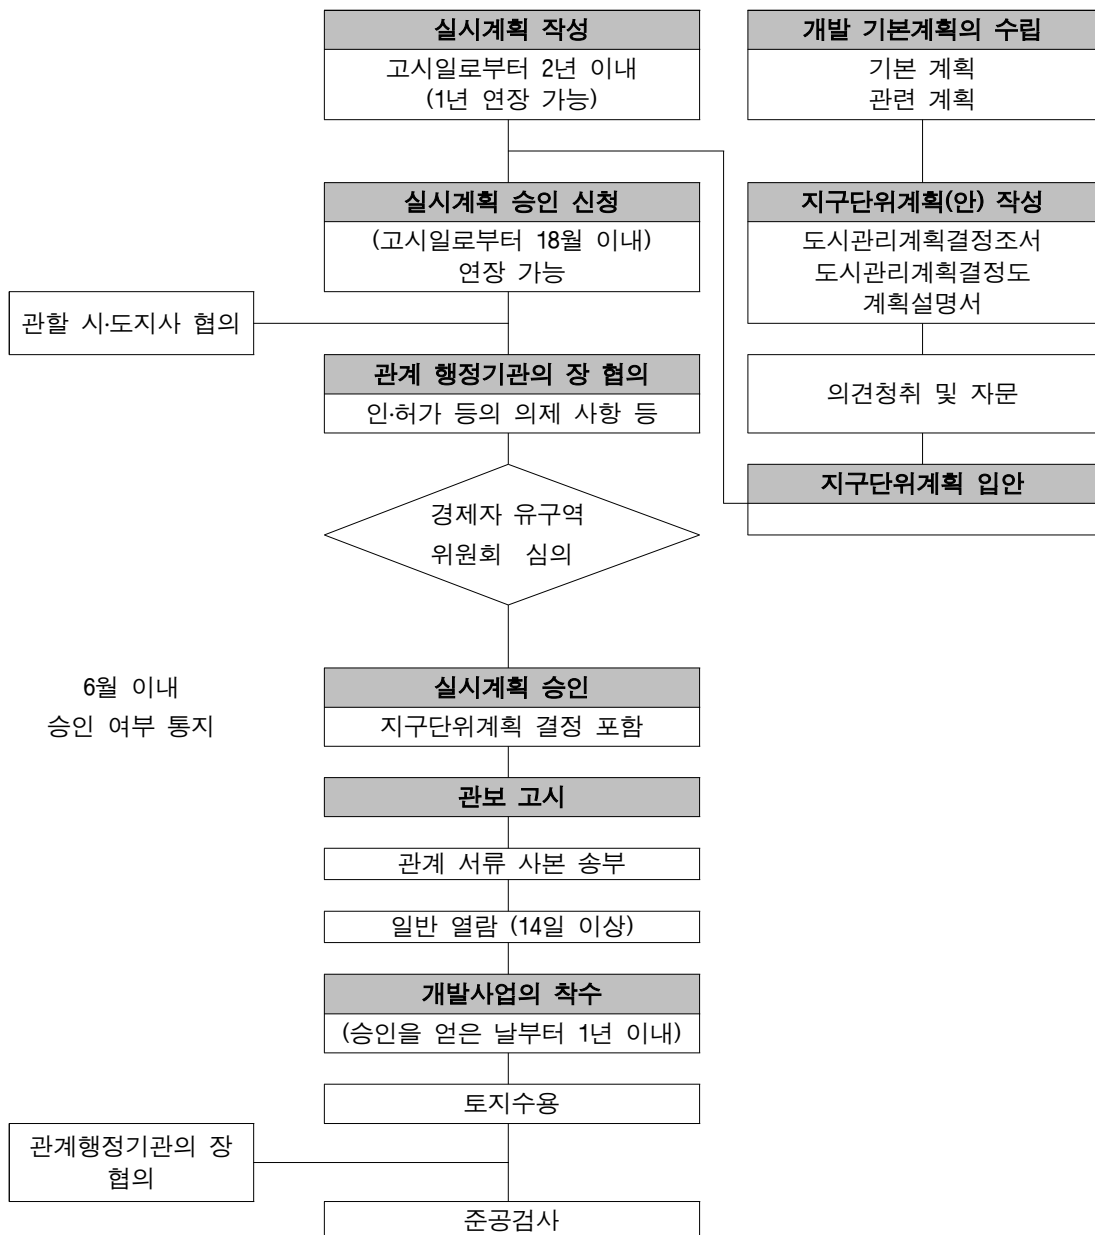 실시계획 작성
고시일로부터 2년 이내
(1년 연장 가능)
개발 기본계획의 수립
기본 계획
관련 계획
실시계획 승인 신청
(고시일로부터 18월 이내)
연장 가능
지구단위계획(안) 작성
도시관리계획결정조서
도시관리계획결정도
계획설명서
관할 시·도지사 협의
관계 행정기관의 장 협의
인·허가 등의 의제 사항 등
의견청취 및 자문
지구단위계획 입안
경제자 유구역
위원회 심의
6월 이내
승인 여부 통지
실시계획 승인
지구단위계획 결정 포함
관보 고시
관계 서류 사본 송부
일반 열람 (14일 이상)
개발사업의 착수
(승인을 얻은 날부터 1년 이내)
토지수용
관계행정기관의 장
협의
준공검사